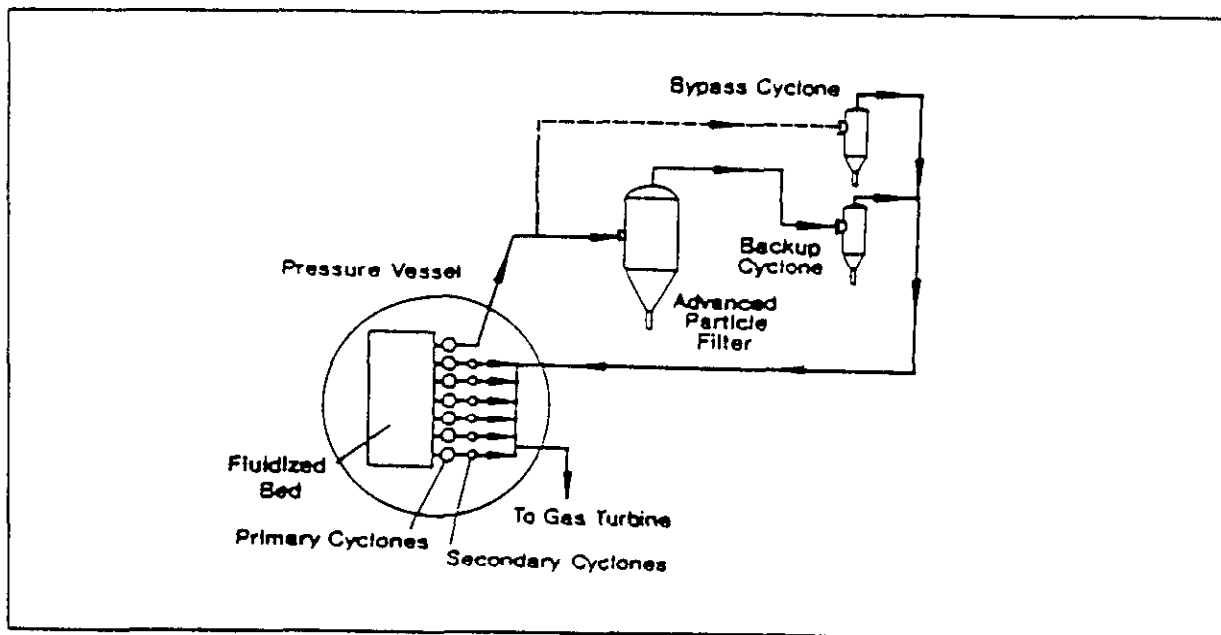 Bypass Cyclone
Backup
Cyclone
Pressure Vessel
Advanced
Particle
Filter
Fluidized
Bed
To Gas Turbine
Primary Cyclones
Secondary Cyclones